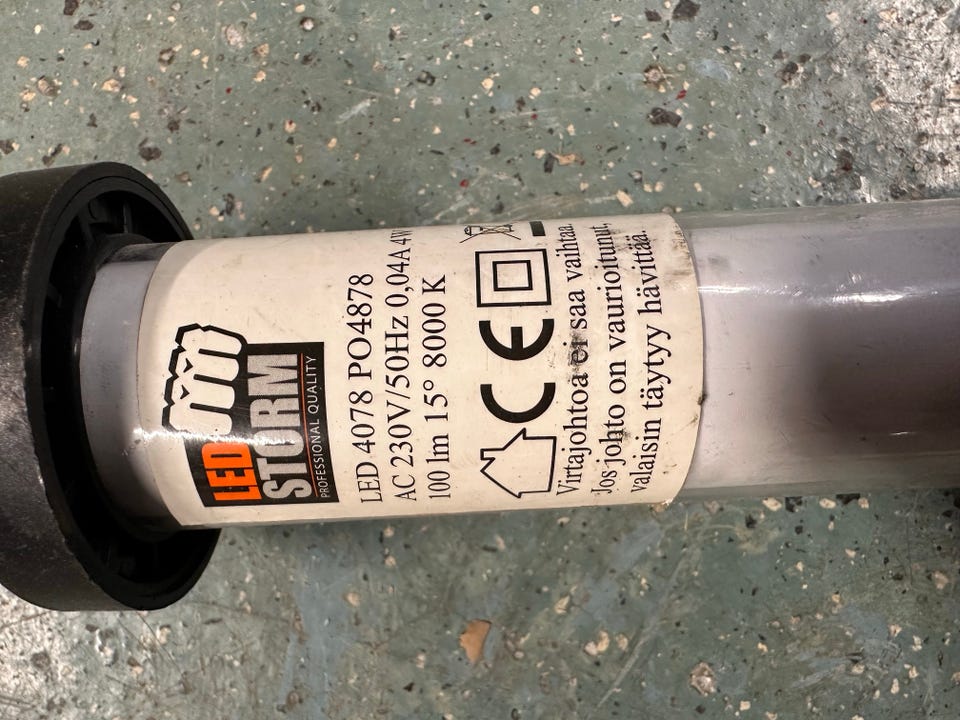 LED
STORM
PROFESSIONAL QUALITY
LED 4078 PO4878
AC 230V/50Hz 0,04A 4W
100 lm 15° 8000 K
CE
Virtajohtoa ei saa vaihtaa.
Jos johto on vaurioitunut,
valaisin täytyy hävittää.